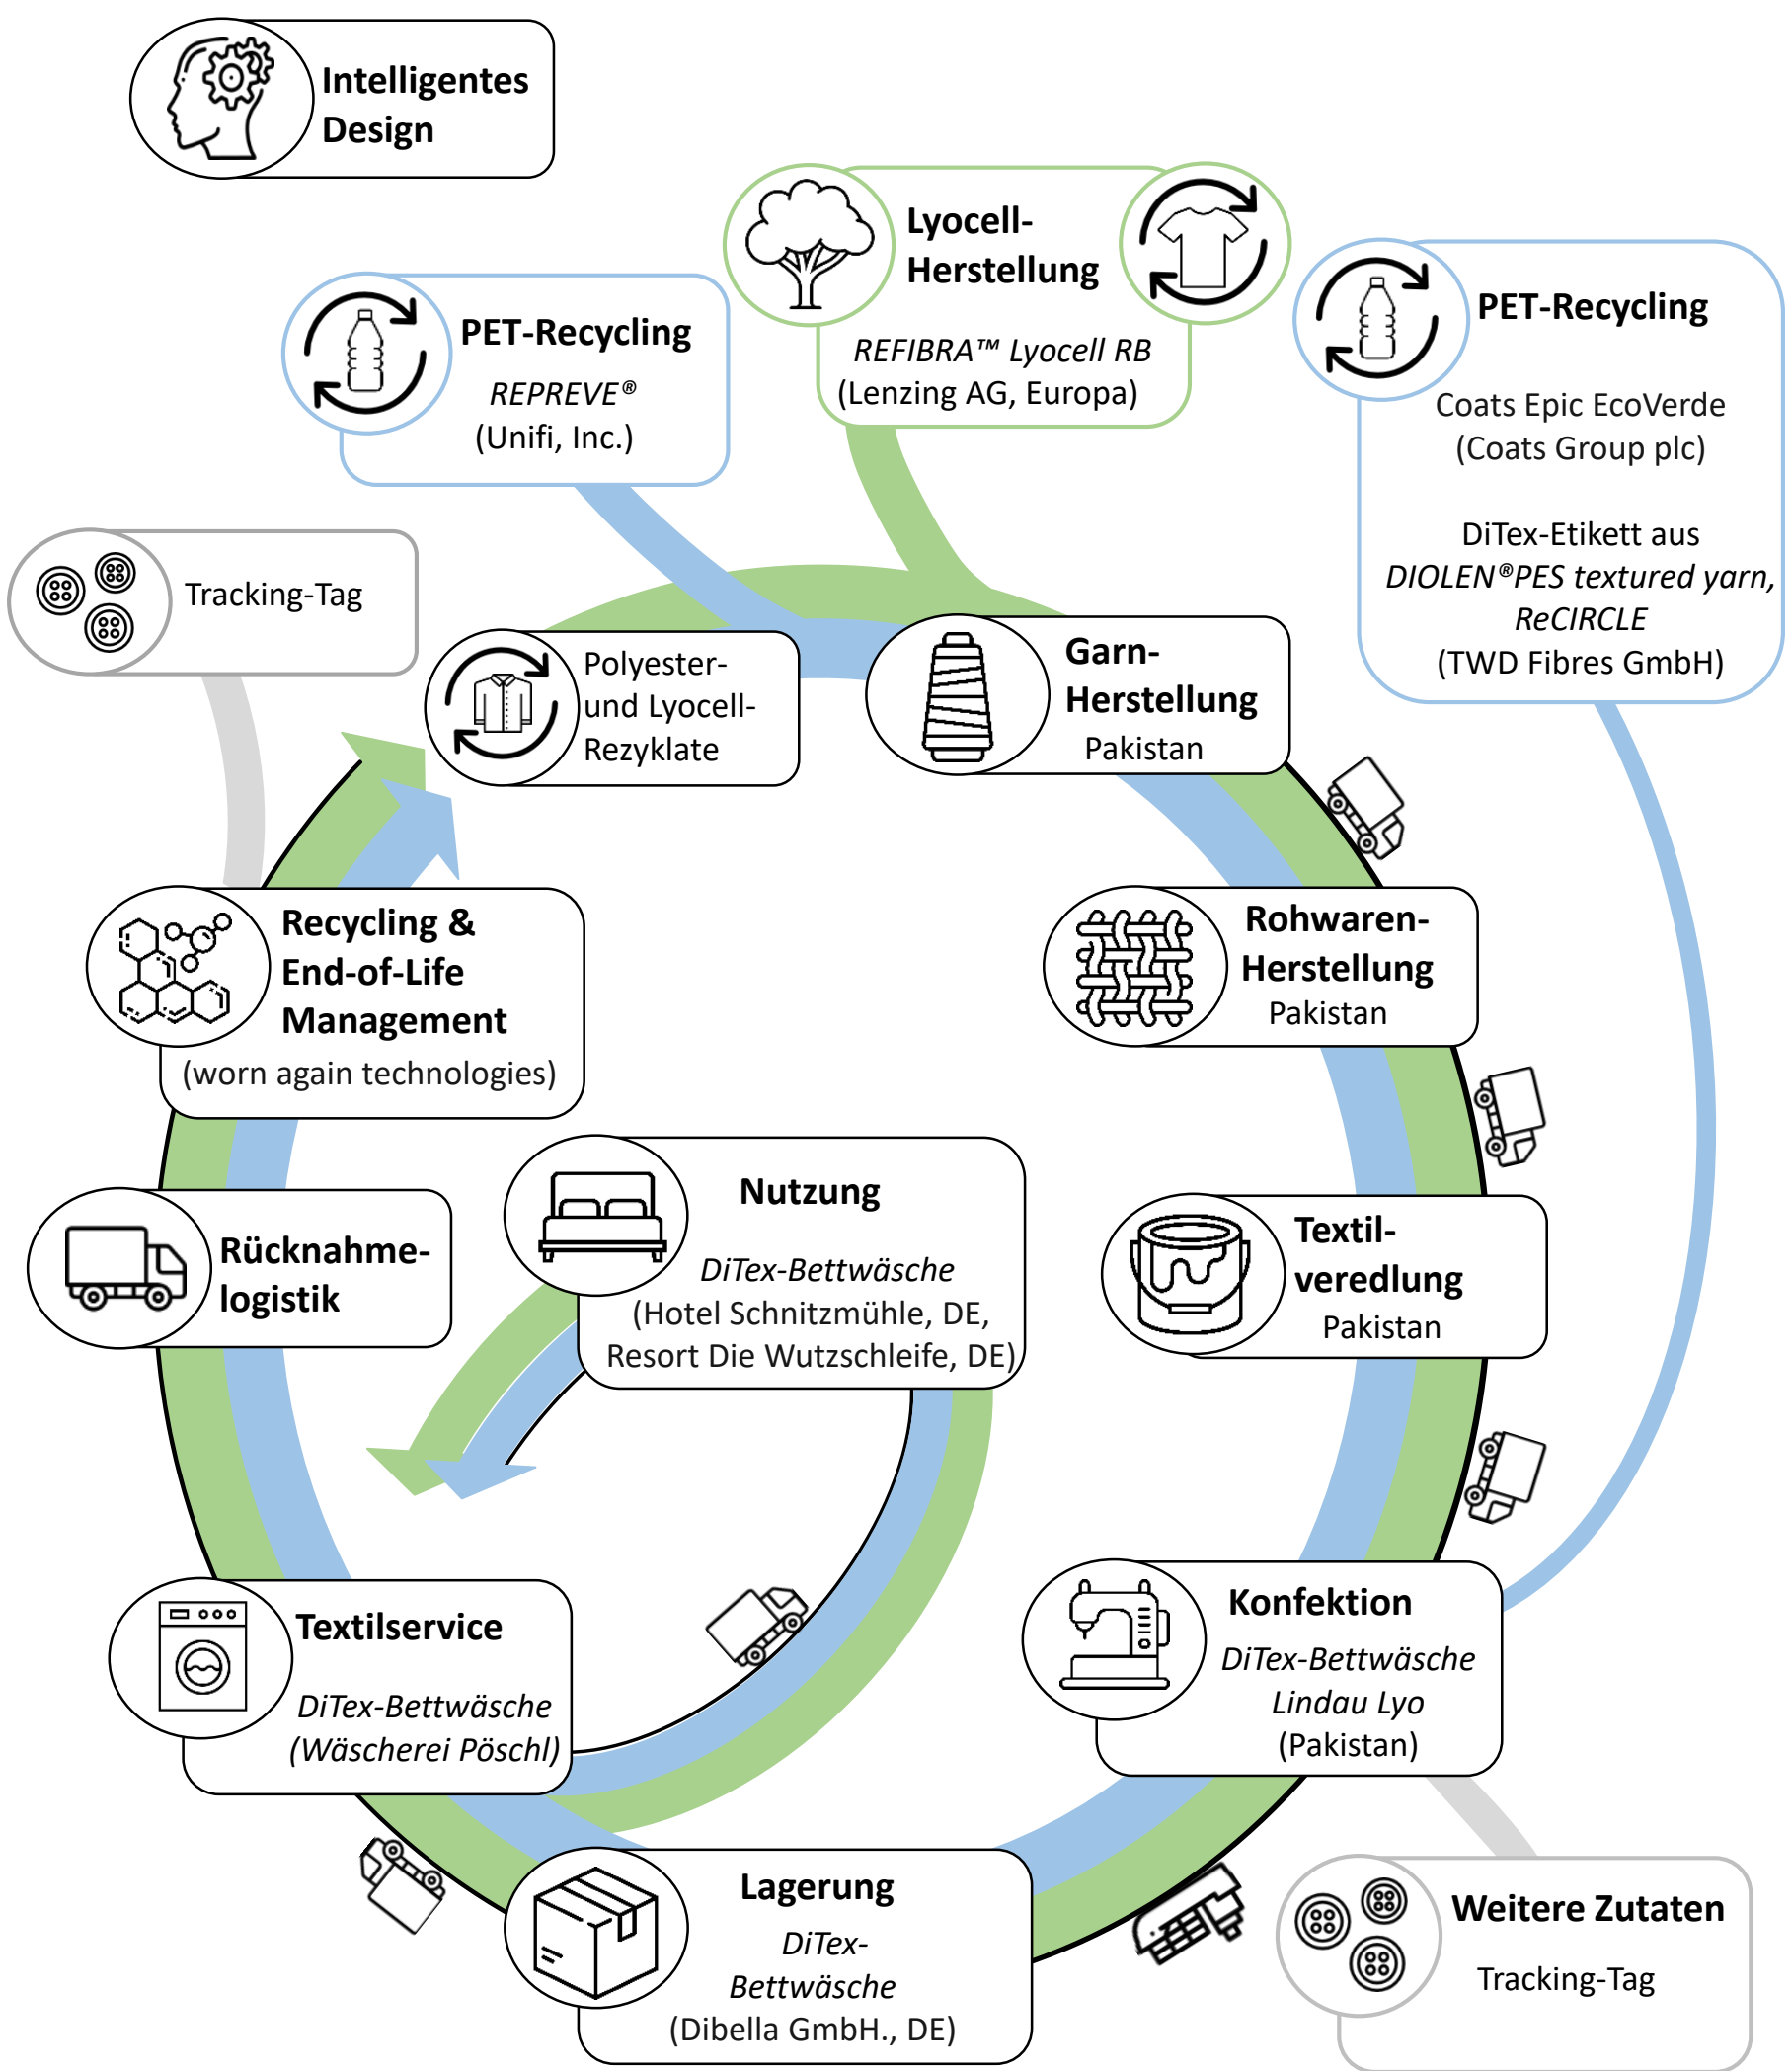 Intelligentes
Design
Lyocell-
Herstellung
REFIBRA™ Lyocell RB
(Lenzing AG, Europa)
PET-Recycling
REPREVE®
(Unifi, Inc.)
PET-Recycling
Coats Epic EcoVerde
(Coats Group plc)
DiTex-Etikett aus
DIOLEN®PES textured yarn,
ReCIRCLE
(TWD Fibres GmbH)
Tracking-Tag
Polyester-
und Lyocell-
Rezyklate
Garn-
Herstellung
Pakistan
Recycling &
End-of-Life
Management
(worn again technologies)
Rohwaren-
Herstellung
Pakistan
Nutzung
DiTex-Bettwäsche
(Hotel Schnitzmühle, DE,
Resort Die Wutzschleife, DE)
Rücknahme-
logistik
Textil-
veredlung
Pakistan
Textilservice
DiTex-Bettwäsche
(Wäscherei Pöschl)
Konfektion
DiTex-Bettwäsche
Lindau Lyo
(Pakistan)
Lagerung
DiTex-
Bettwäsche
(Dibella GmbH., DE)
Weitere Zutaten
Tracking-Tag